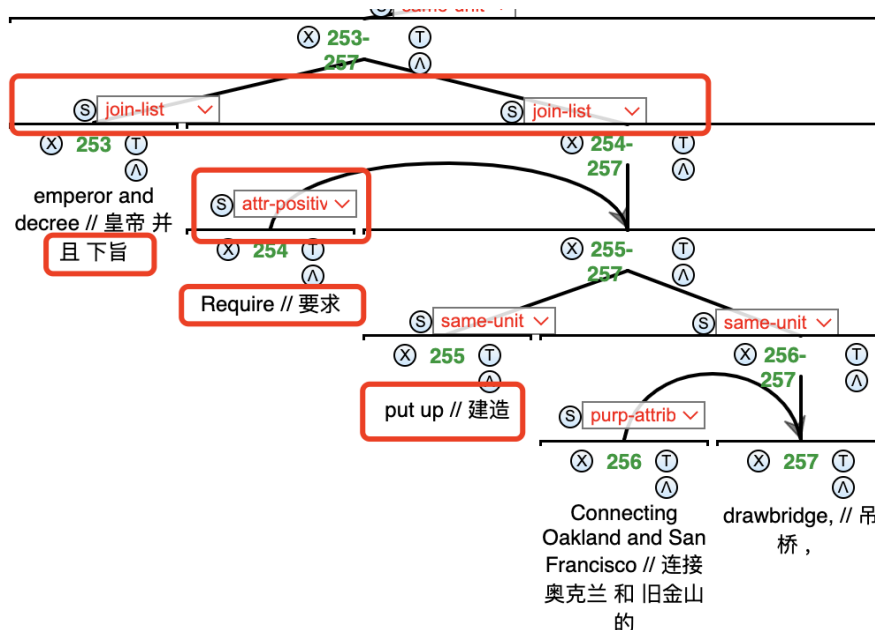 S same-unit
X 253-257 T
Λ
S join-list
S join-list
X 253 T
Λ
X 254-257 T
Λ
emperor and
decree // 皇帝 并
且 下旨
S attr-positiv
X 254 T
Λ
X 255-257 T
Λ
Require // 要求
S same-unit
S same-unit
X 255 T
Λ
X 256-257 T
Λ
put up // 建造
S purp-attrib
X 256 T
Λ
X 257 T
Λ
Connecting
Oakland and San
Francisco // 连接
奥克兰 和 旧金山
的
drawbridge, // 吊
桥 ，